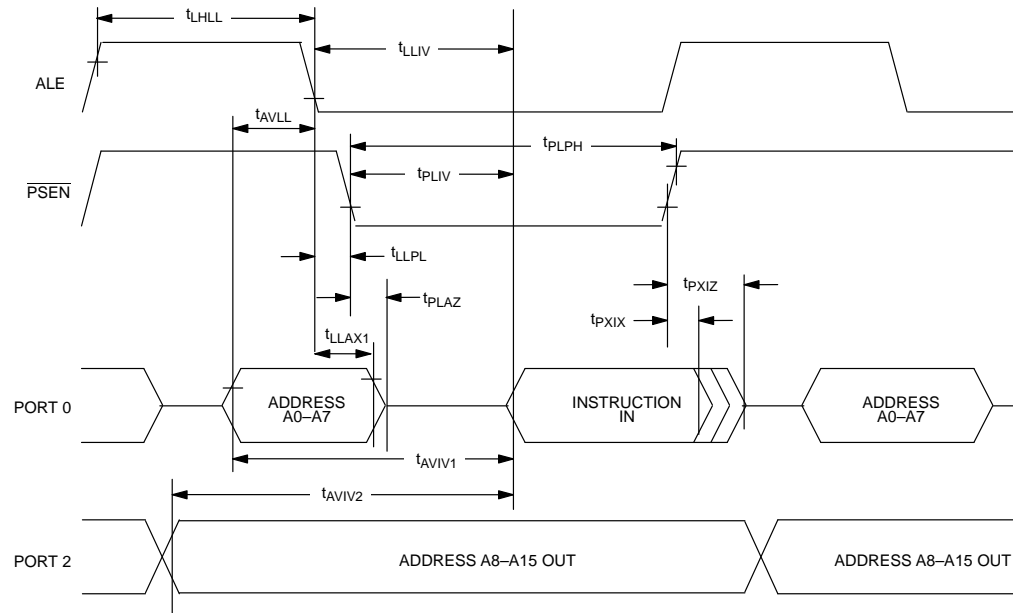 tLHLL
tLLIV
ALE
tAVLL
tPLPH
PSEN
tPLIV
tLLPL
tPXIZ
tPLAZ
tPXIX
tLLAX1
PORT 0
ADDRESS
A0–A7
INSTRUCTION
IN
ADDRESS
A0–A7
tAVIV1
tAVIV2
PORT 2
ADDRESS A8–A15 OUT
ADDRESS A8–A15 OUT